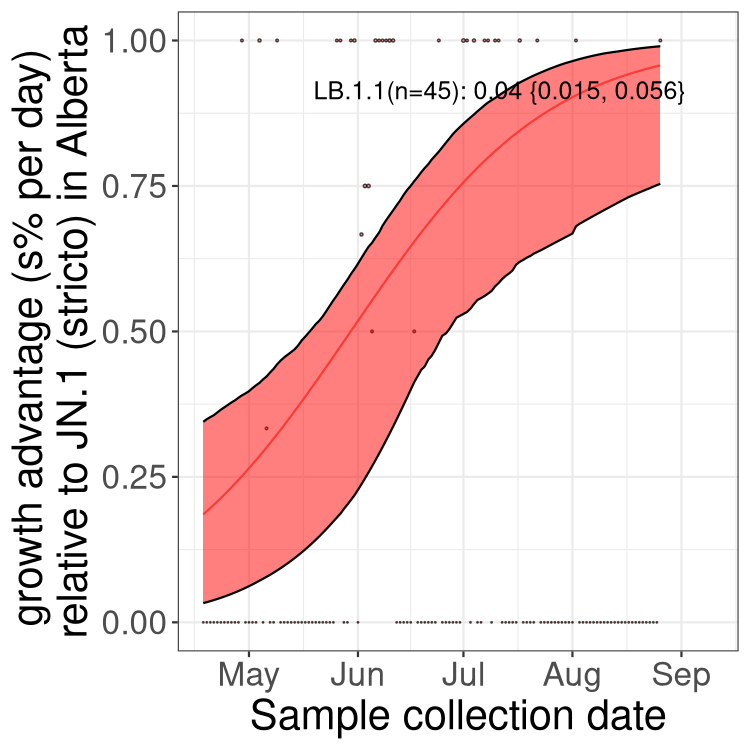 growth advantage (s% per day)
relative to JN.1 (stricto) in Alberta
1.00
0.75
0.50
0.25
0.00
LB.1.1(n=45): 0.04 {0.015, 0.056}
May Jun Jul Aug Sep
Sample collection date